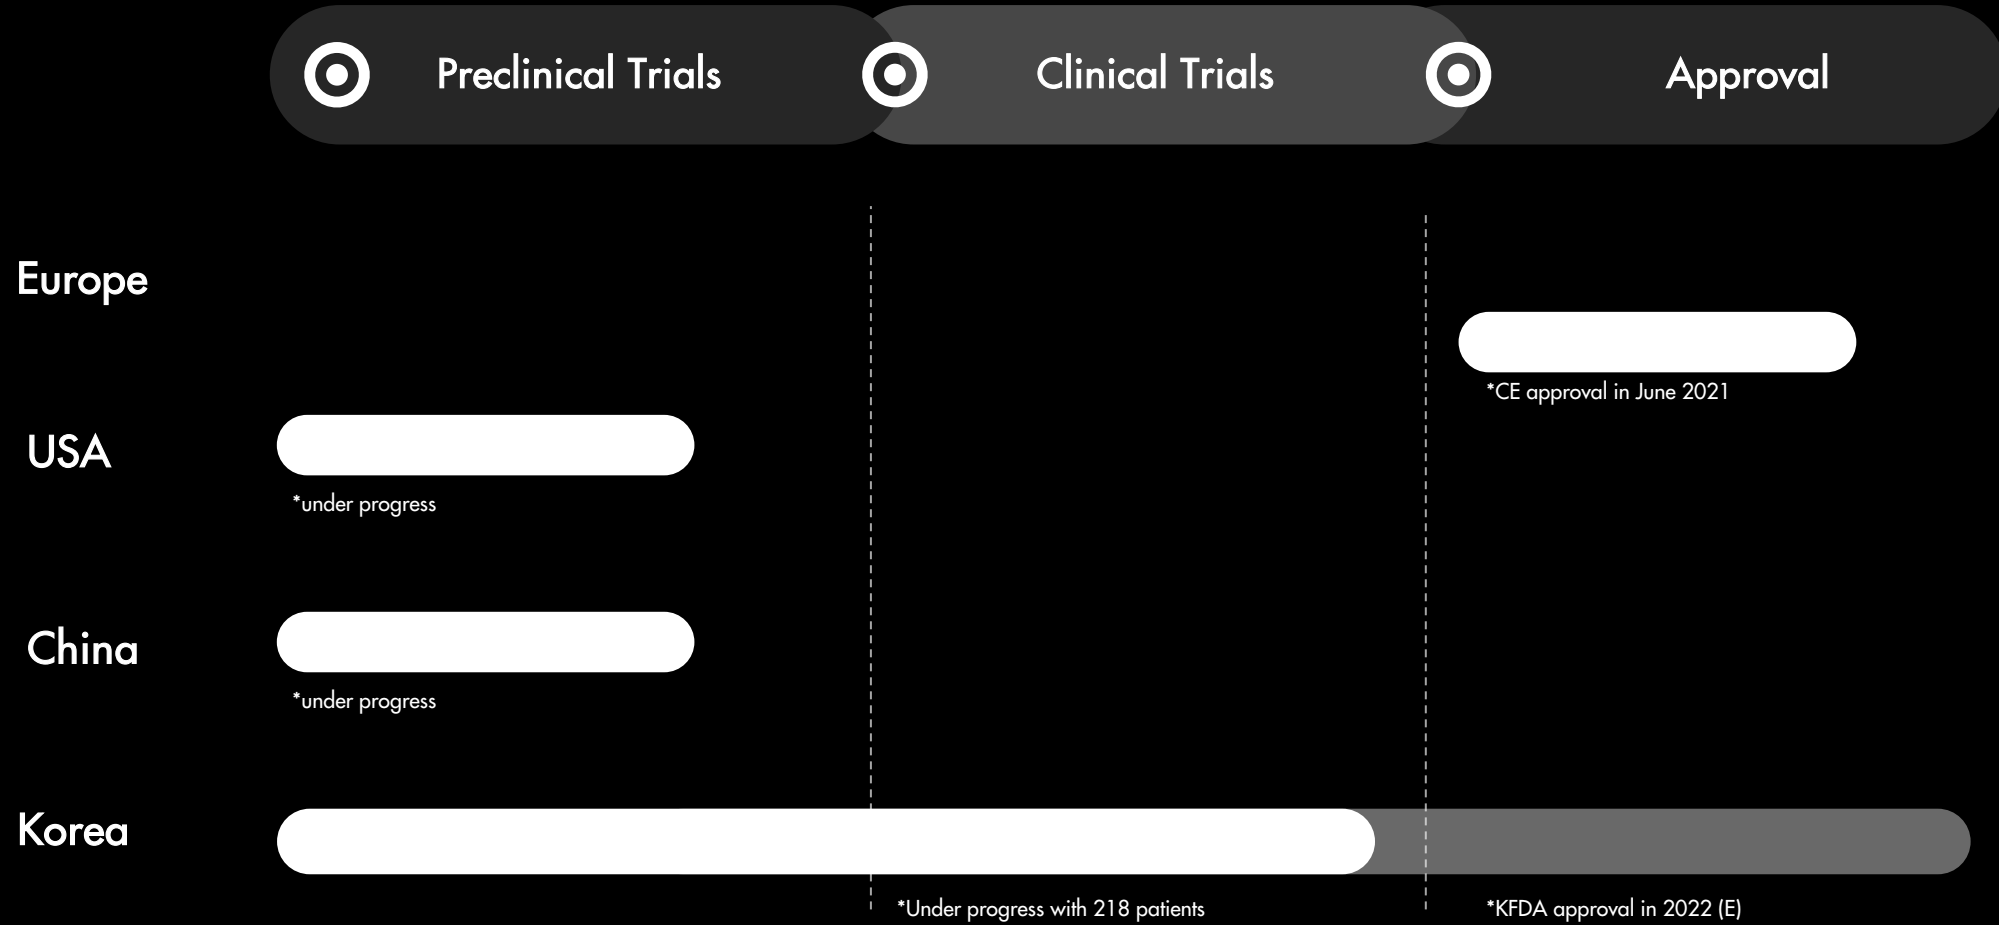 Preclinical Trials
Clinical Trials
Approval
Europe
*CE approval in June 2021
USA
*under progress
China
*under progress
Korea
*Under progress with 218 patients
*KFDA approval in 2022 (E)